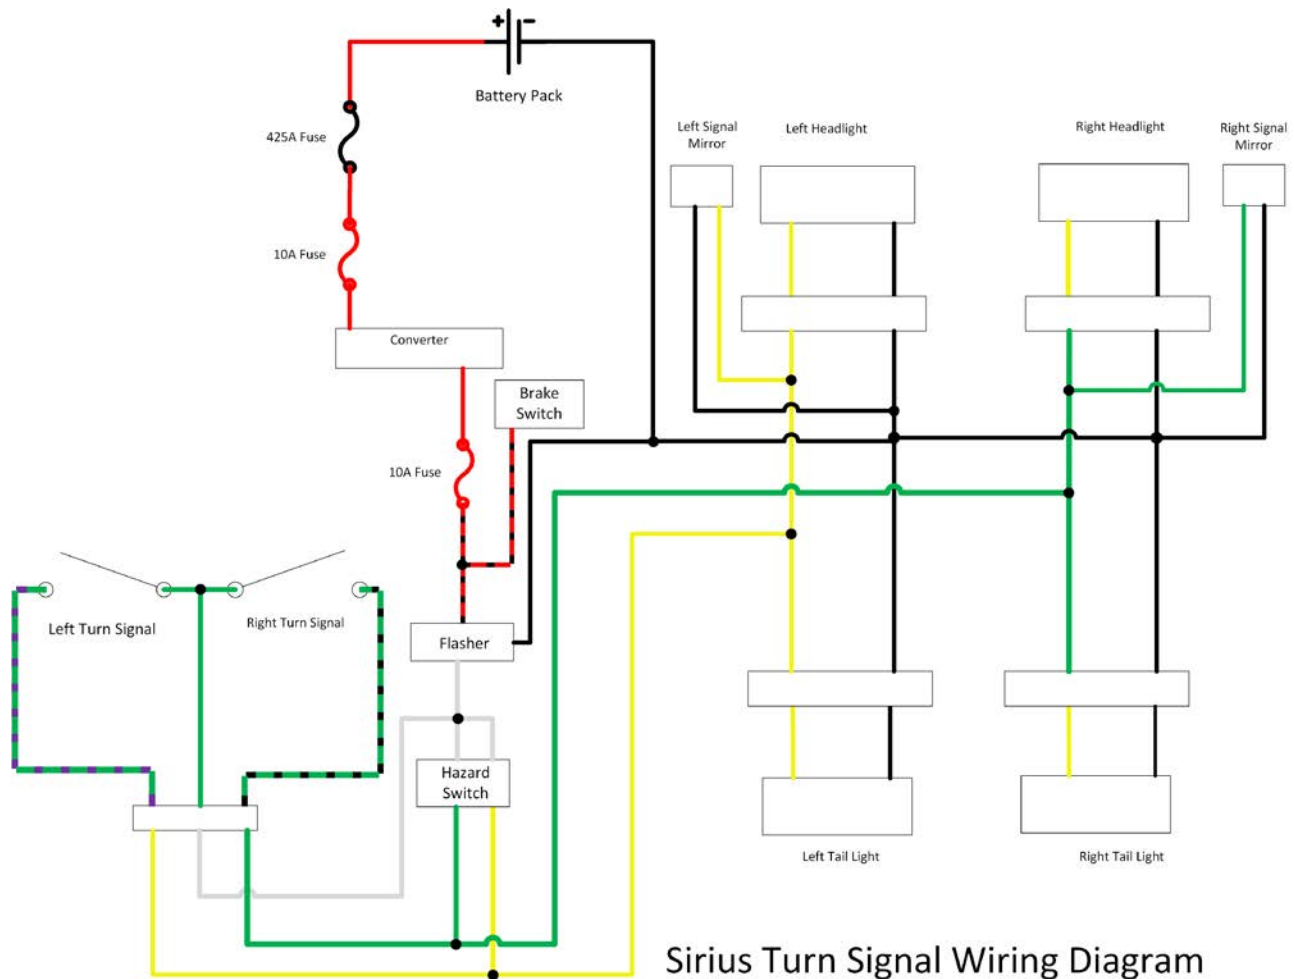 + −
Battery Pack
425A Fuse
Left Signal
Mirror
Left Headlight
Right Headlight
Right Signal
Mirror
10A Fuse
Converter
Brake
Switch
10A Fuse
Left Turn Signal
Right Turn Signal
Flasher
Hazard
Switch
Left Tail Light
Right Tail Light
Sirius Turn Signal Wiring Diagram